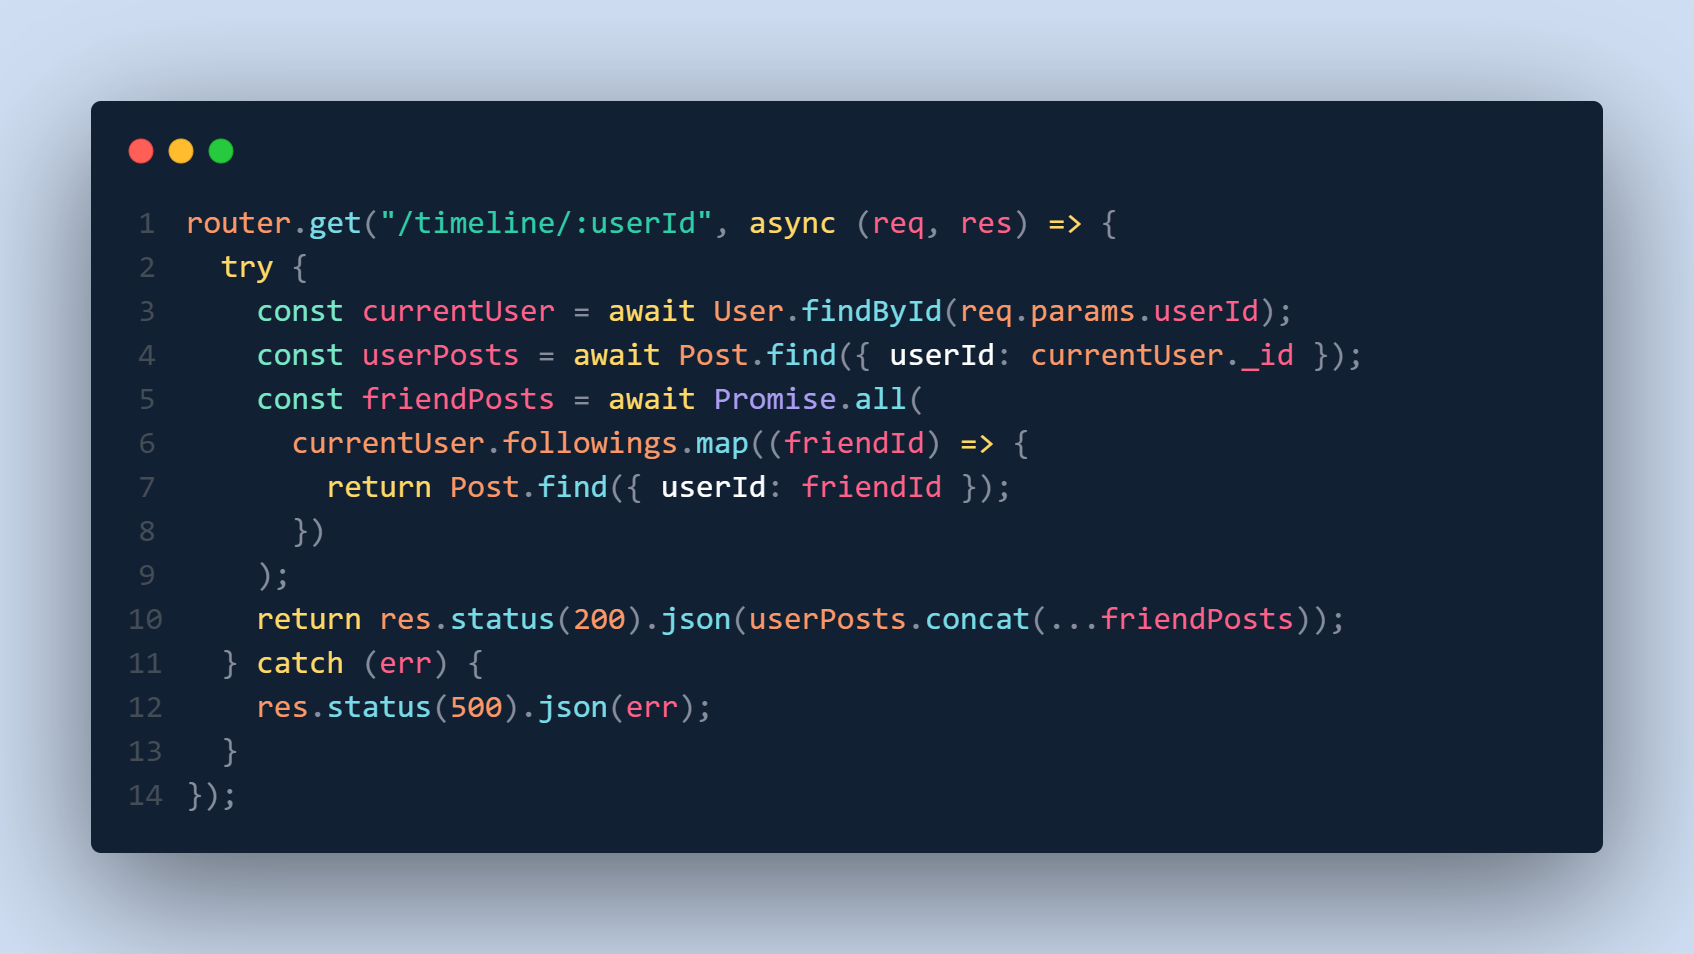 1 router.get("/timeline/:userId", async (req, res) => {
2   try {
3     const currentUser = await User.findById(req.params.userId);
4     const userPosts = await Post.find({ userId: currentUser._id });
5     const friendPosts = await Promise.all(
6       currentUser.followings.map((friendId) => {
7         return Post.find({ userId: friendId });
8       })
9     );
10     return res.status(200).json(userPosts.concat(...friendPosts));
11   } catch (err) {
12     res.status(500).json(err);
13   }
14 });